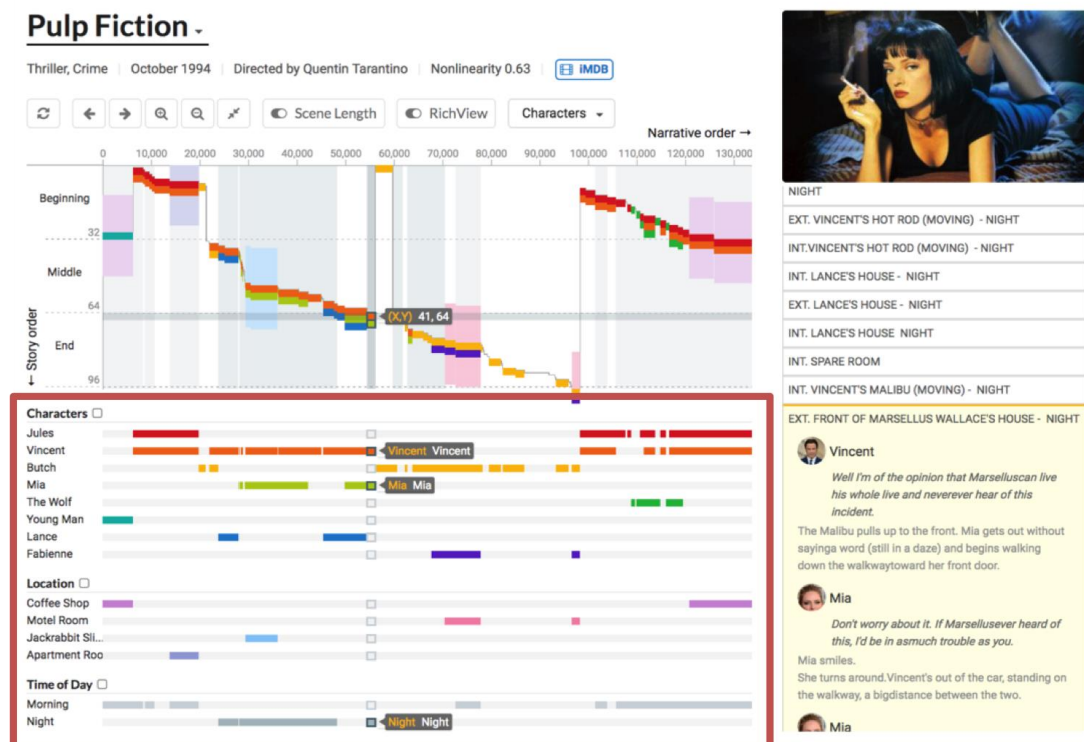 Pulp Fiction
Thriller, Crime October 1994 Directed by Quentin Tarantino Nonlinearity 0.63 iMDB
Scene Length RichView Characters
Narrative order →
0 10,000 20,000 30,000 40,000 50,000 60,000 70,000 80,000 90,000 100,000 110,000 120,000 130,000
Beginning
32
Middle
64
(X,Y) 41, 64
End
96
← Story order
Characters
Jules
Vincent
Vincent Vincent
Butch
Mia
Mia Mia
The Wolf
Young Man
Lance
Fabienne
Location
Coffee Shop
Motel Room
Jackrabbit Sli...
Apartment Roo
Time of Day
Morning
Night
Night Night
NIGHT
EXT. VINCENT'S HOT ROD (MOVING) - NIGHT
INT.VINCENT'S HOT ROD (MOVING) - NIGHT
INT. LANCE'S HOUSE - NIGHT
EXT. LANCE'S HOUSE - NIGHT
INT. LANCE'S HOUSE NIGHT
INT. SPARE ROOM
INT. VINCENT'S MALIBU (MOVING) - NIGHT
EXT. FRONT OF MARSELLUS WALLACE'S HOUSE - NIGHT
Vincent
Well I'm of the opinion that Marselluscan live
his whole live and neverever hear of this
incident.
The Malibu pulls up to the front. Mia gets out without
sayinga word (still in a daze) and begins walking
down the walkwaytoward her front door.
Mia
Don't worry about it. If Marsellusever heard of
this, I'd be in asmuch trouble as you.
Mia smiles.
She turns around.Vincent's out of the car, standing on
the walkway, a bigdistance between the two.
Mia